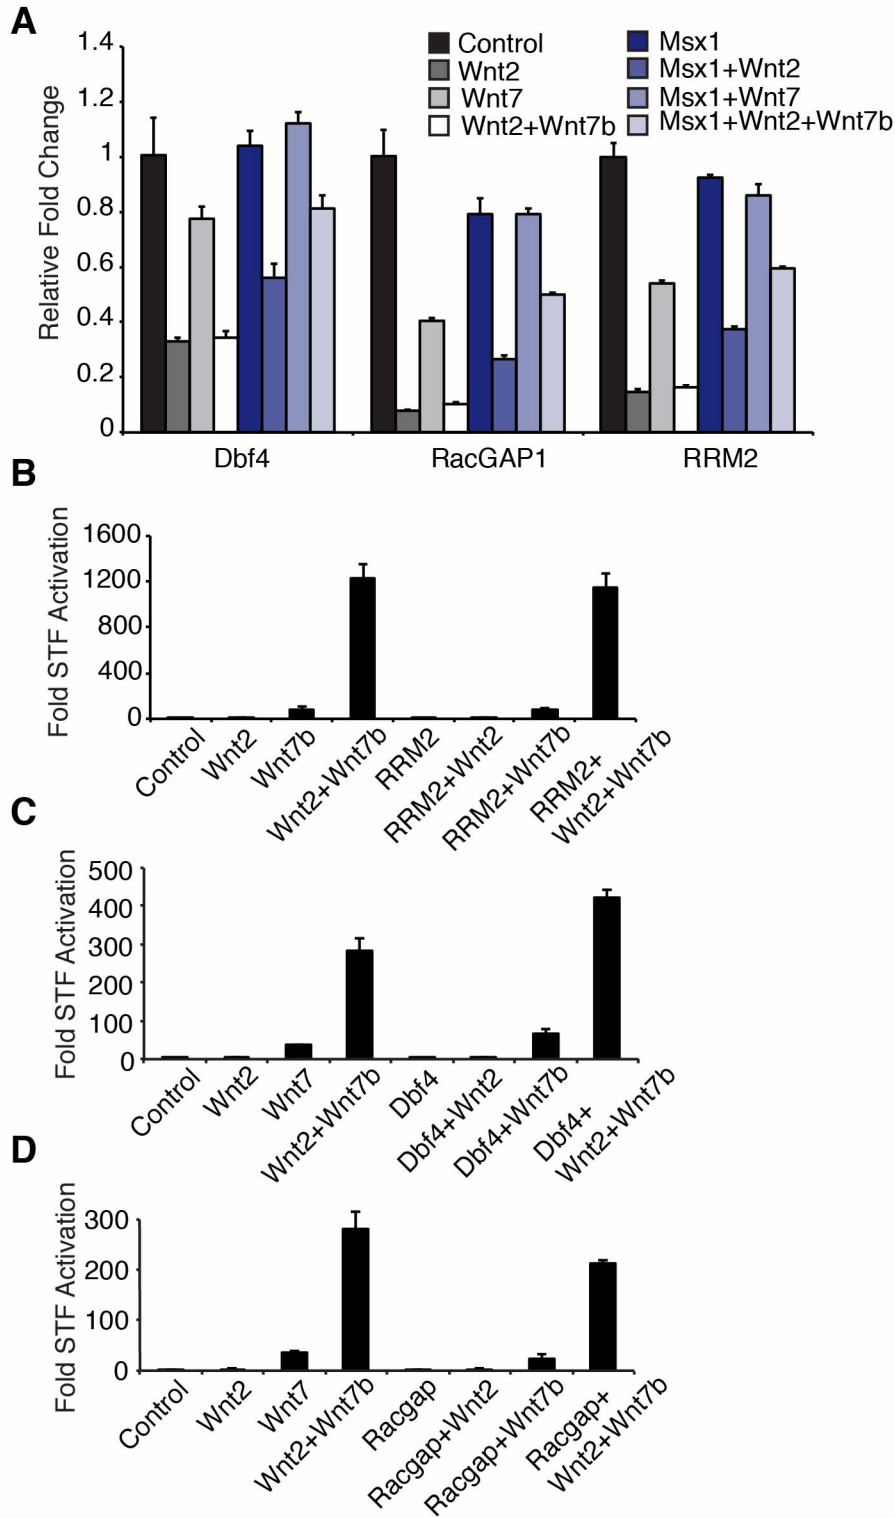 A
Relative Fold Change
1.4
1.2
1
0.8
0.6
0.4
0.2
0
Control
Wnt2
Wnt7
Wnt2+Wnt7b
Msx1
Msx1+Wnt2
Msx1+Wnt7
Msx1+Wnt2+Wnt7b
Dbf4
RacGAP1
RRM2
B
Fold STF Activation
1600
1200
800
400
0
Control
Wnt2
Wnt7b
Wnt2+Wnt7b
RRM2
RRM2+Wnt2
RRM2+Wnt7b
RRM2+
Wnt2+Wnt7b
C
Fold STF Activation
500
400
300
200
100
0
Control
Wnt2
Wnt7
Wnt2+Wnt7b
Dbf4
Dbf4+Wnt2
Dbf4+Wnt7b
Dbf4+
Wnt2+Wnt7b
D
Fold STF Activation
300
200
100
0
Control
Wnt2
Wnt7
Wnt2+Wnt7b
Racgap
Racgap+Wnt2
Racgap+Wnt7b
Racgap+
Wnt2+Wnt7b